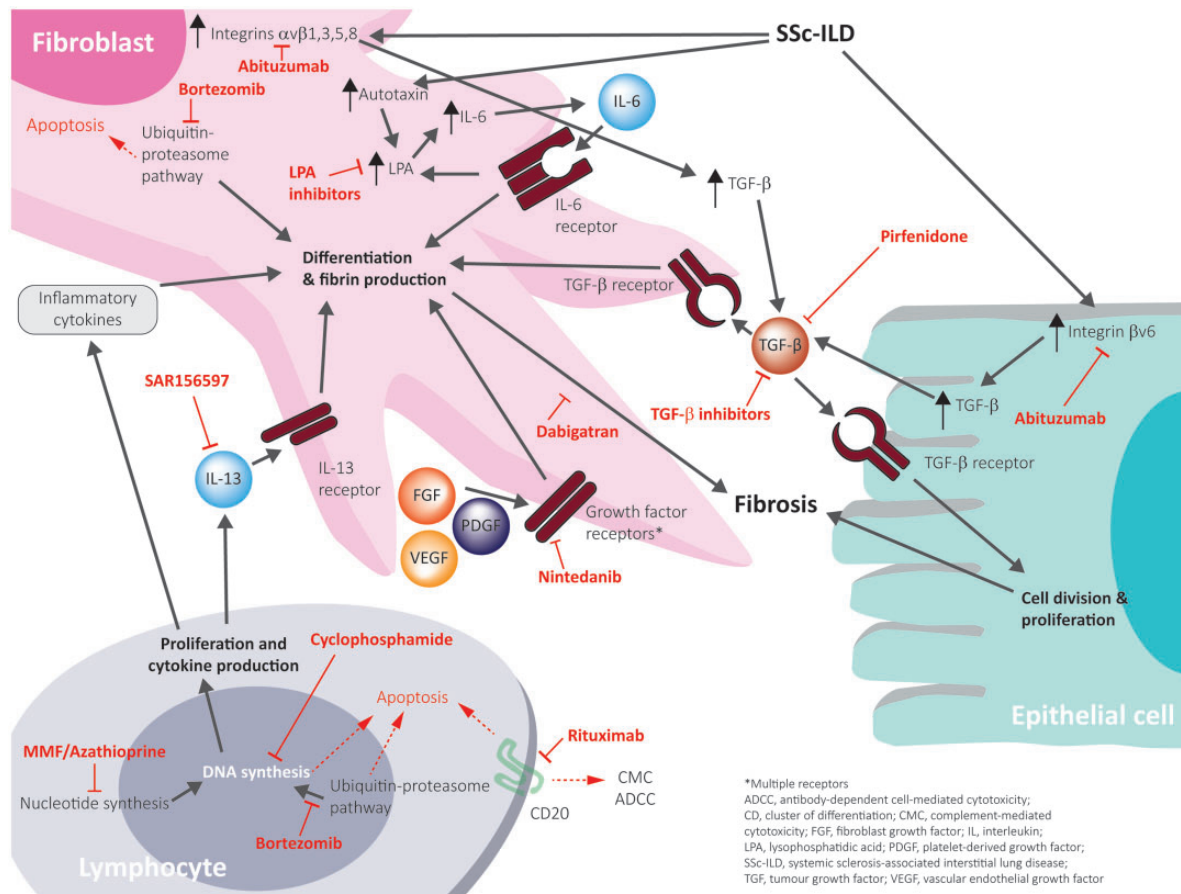 Fibroblast
Integrins αvβ1,3,5,8
SSc-ILD
Abituzumab
Bortezomib
Autotaxin
IL-6
IL-6
Apoptosis
Ubiquitin-
proteasome
pathway
LPA
inhibitors
LPA
IL-6
receptor
TGF-β
Pirfenidone
Differentiation
& fibrin production
TGF-β receptor
Inflammatory
cytokines
TGF-β
Integrin βv6
SAR156597
TGF-β inhibitors
TGF-β
Abituzumab
Dabigatran
IL-13
IL-13
receptor
TGF-β receptor
FGF
PDGF
VEGF
Growth factor
receptors*
Fibrosis
Nintedanib
Cell division &
proliferation
Proliferation and
cytokine production
Cyclophosphamide
Apoptosis
Epithelial cell
MMF/Azathioprine
Rituximab
DNA synthesis
Nucleotide synthesis
Ubiquitin-proteasome
pathway
CD20
CMC
ADCC
Bortezomib
Lymphocyte
*Multiple receptors
ADCC, antibody-dependent cell-mediated cytotoxicity;
CD, cluster of differentiation; CMC, complement-mediated
cytotoxicity; FGF, fibroblast growth factor; IL, interleukin;
LPA, lysophosphatidic acid; PDGF, platelet-derived growth factor;
SSc-ILD, systemic sclerosis-associated interstitial lung disease;
TGF, tumour growth factor; VEGF, vascular endothelial growth factor